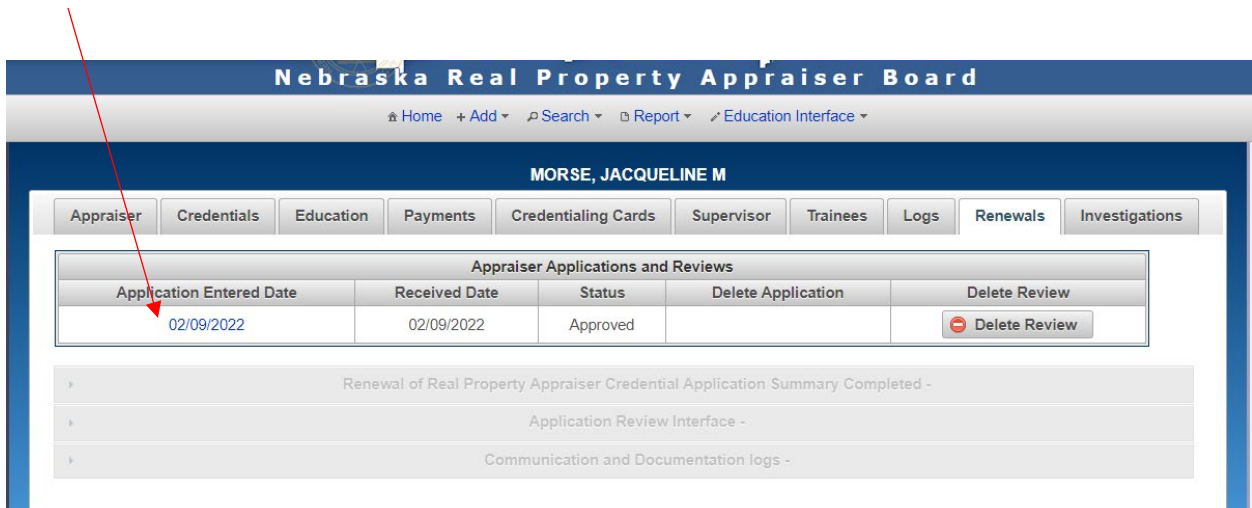 Nebraska Real Property Appraiser Board
Home + Add Search Report Education Interface
MORSE, JACQUELINE M
Appraiser Credentials Education Payments Credentialing Cards Supervisor Trainees Logs Renewals Investigations
Appraiser Applications and Reviews
Application Entered Date Received Date Status Delete Application Delete Review
02/09/2022 02/09/2022 Approved Delete Review
Renewal of Real Property Appraiser Credential Application Summary Completed -
Application Review Interface -
Communication and Documentation logs -